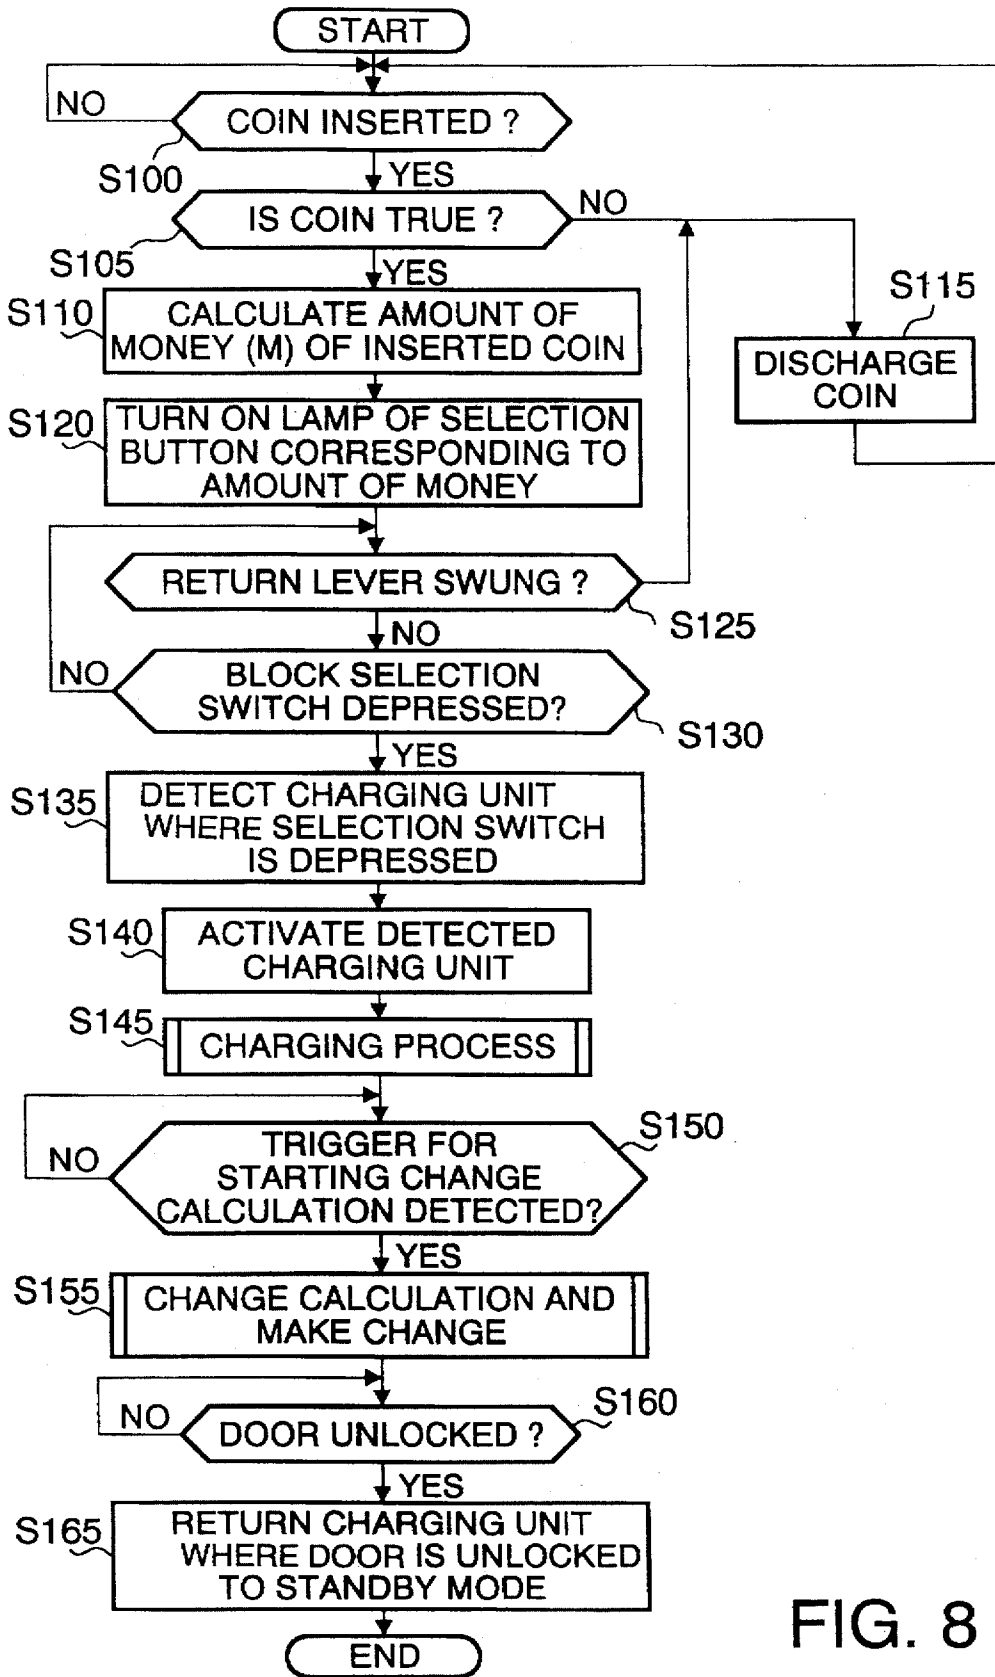 START
NO
COIN INSERTED ?
S100
YES
IS COIN TRUE ?
NO
S105
YES
S110
CALCULATE AMOUNT OF
MONEY (M) OF INSERTED COIN
S115
DISCHARGE
COIN
S120
TURN ON LAMP OF SELECTION
BUTTON CORRESPONDING TO
AMOUNT OF MONEY
RETURN LEVER SWUNG ?
S125
NO
NO
BLOCK SELECTION
SWITCH DEPRESSED?
S130
YES
S135
DETECT CHARGING UNIT
WHERE SELECTION SWITCH
IS DEPRESSED
S140
ACTIVATE DETECTED
CHARGING UNIT
S145
CHARGING PROCESS
S150
NO
TRIGGER FOR
STARTING CHANGE
CALCULATION DETECTED?
YES
S155
CHANGE CALCULATION AND
MAKE CHANGE
S160
NO
DOOR UNLOCKED ?
YES
S165
RETURN CHARGING UNIT
WHERE DOOR IS UNLOCKED
TO STANDBY MODE
END
FIG. 8